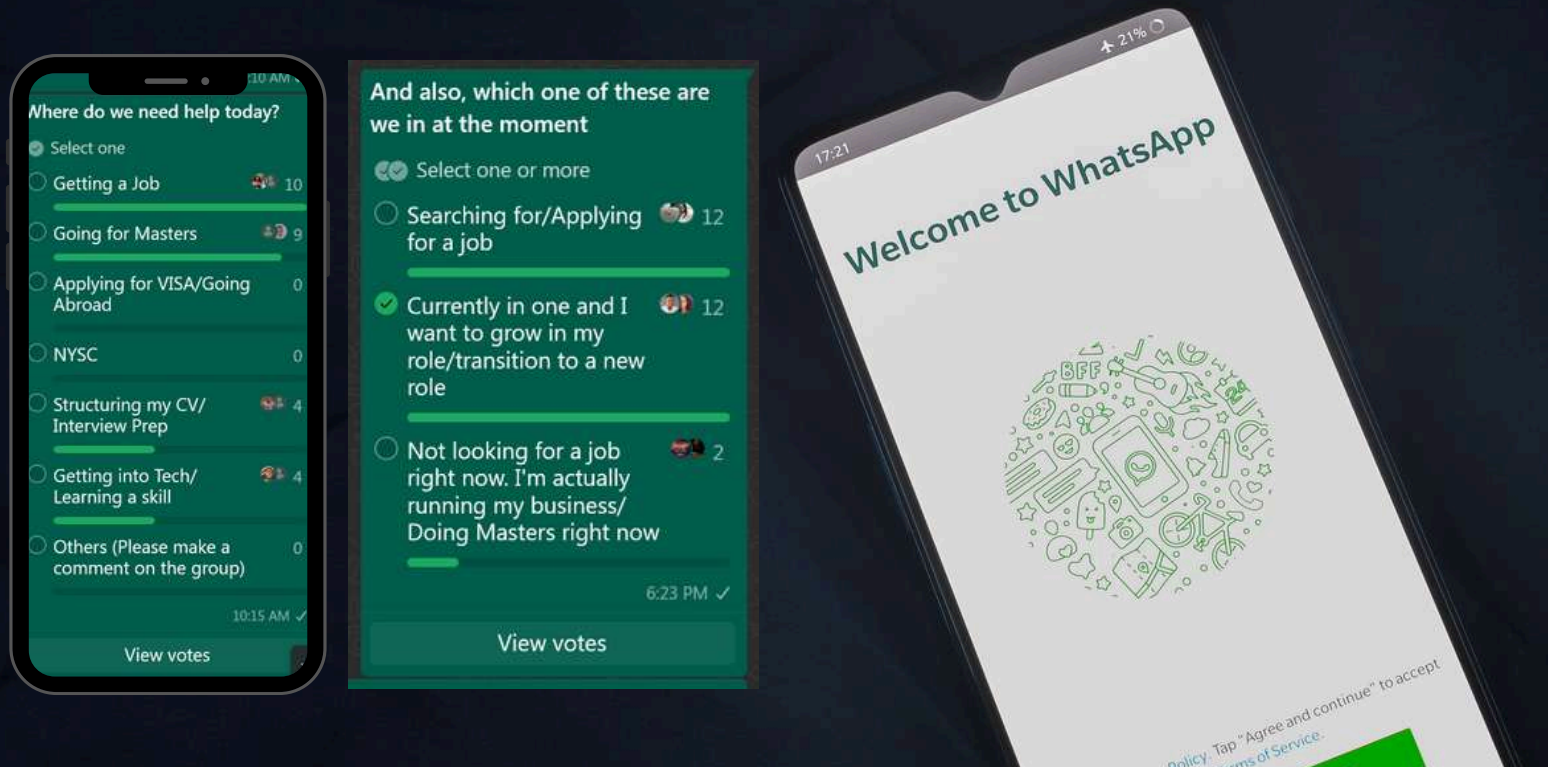 :10 AM
Where do we need help today?
Select one
Getting a Job 10
Going for Masters 9
Applying for VISA/Going 0
Abroad
NYSC 0
Structuring my CV/ 4
Interview Prep
Getting into Tech/ 4
Learning a skill
Others (Please make a 0
comment on the group)
10:15 AM
View votes
And also, which one of these are
we in at the moment
Select one or more
Searching for/Applying 12
for a job
Currently in one and I 12
want to grow in my
role/transition to a new
role
Not looking for a job 2
right now. I'm actually
running my business/
Doing Masters right now
6:23 PM
View votes
17:21
21%
Welcome to WhatsApp
BFF
24
Policy. Tap "Agree and continue" to accept
Terms of Service.